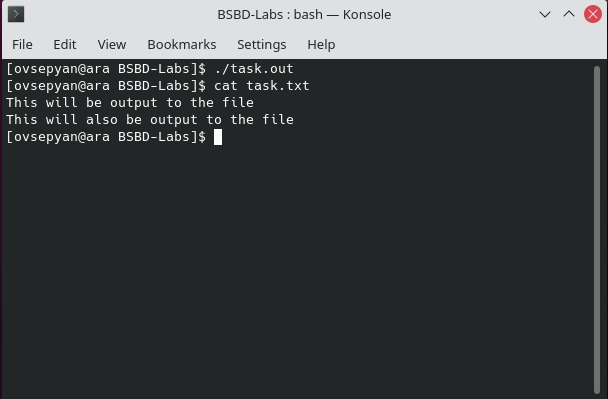 BSBD-Labs : bash — Konsole
File Edit View Bookmarks Settings Help
[ovsepyan@ara BSBD-Labs]$ ./task.out
[ovsepyan@ara BSBD-Labs]$ cat task.txt
This will be output to the file
This will also be output to the file
[ovsepyan@ara BSBD-Labs]$